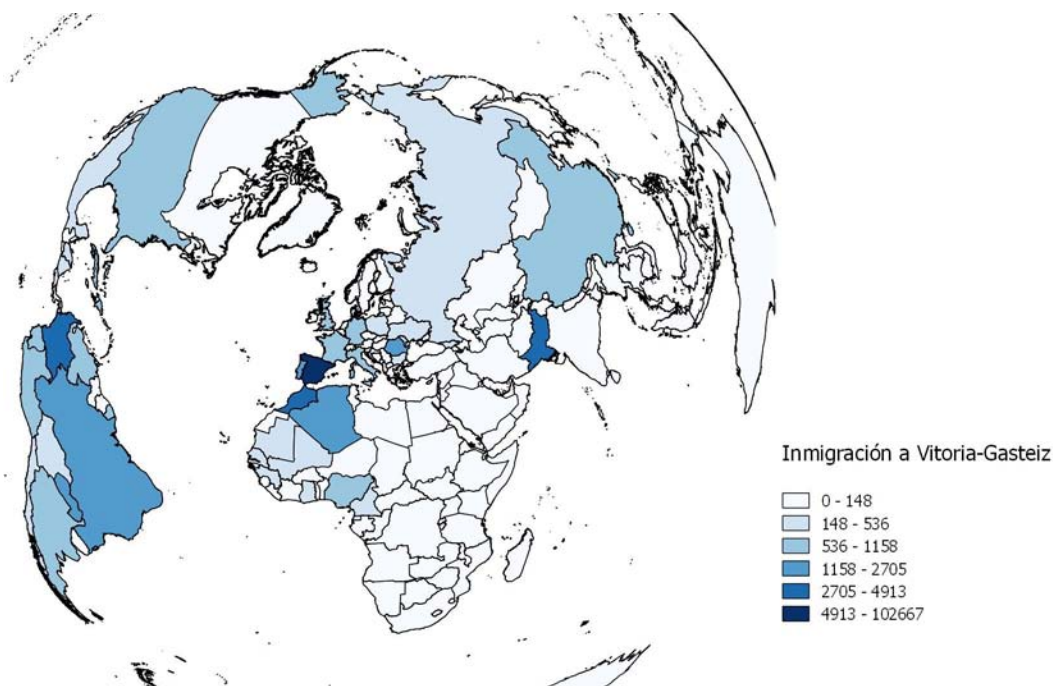 Inmigración a Vitoria-Gasteiz
0 - 148
148 - 536
536 - 1158
1158 - 2705
2705 - 4913
4913 - 102667